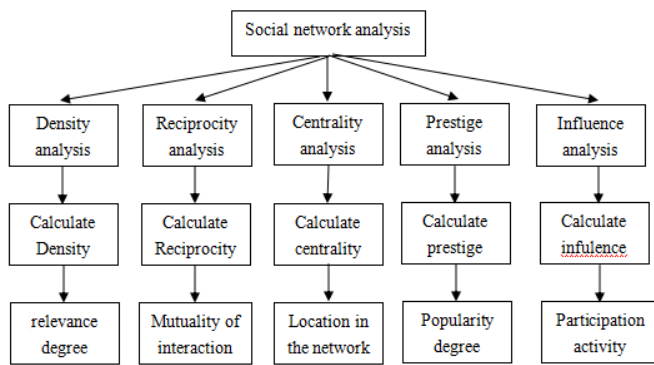 Social network analysis
Density
analysis
Reciprocity
analysis
Centrality
analysis
Prestige
analysis
Influence
analysis
Calculate
Density
Calculate
Reciprocity
Calculate
centrality
Calculate
prestige
Calculate
infulence
relevance
degree
Mutuality of
interaction
Location in
the network
Popularity
degree
Participation
activity